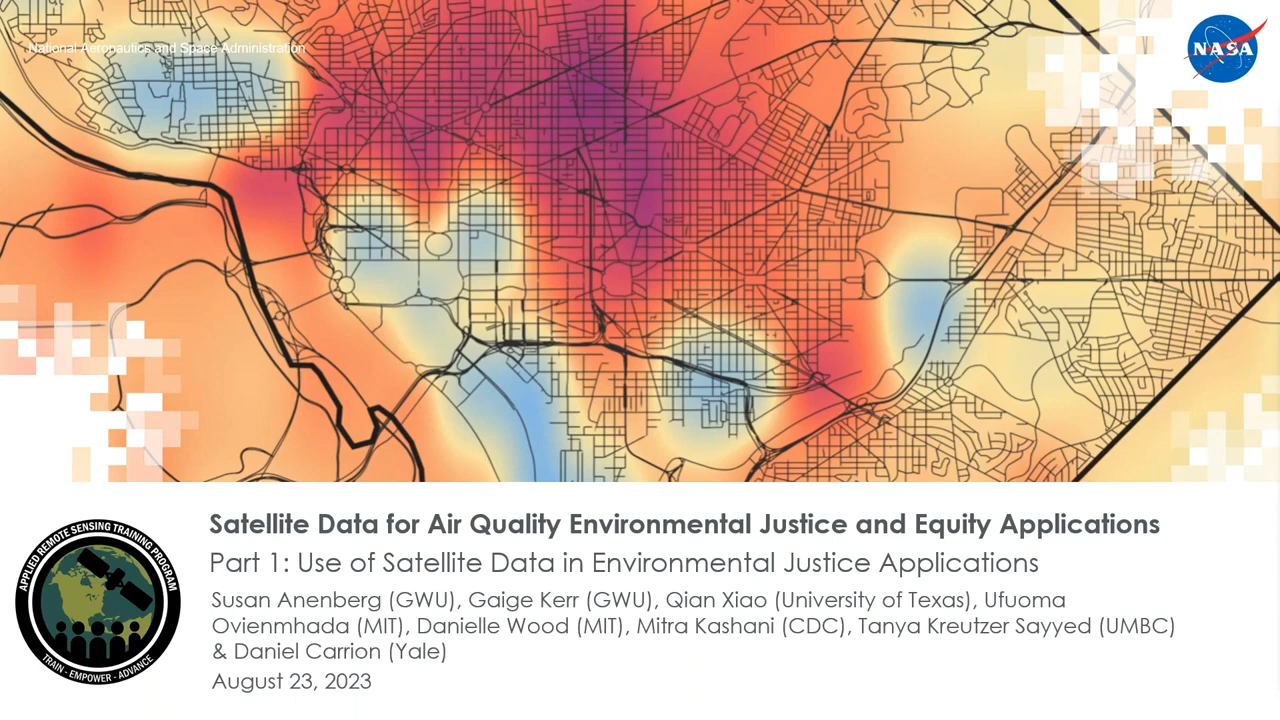 National Aeronautics and Space Administration
NASA
Satellite Data for Air Quality Environmental Justice and Equity Applications
Part 1: Use of Satellite Data in Environmental Justice Applications
Susan Anenberg (GWU), Gaige Kerr (GWU), Qian Xiao (University of Texas), Ufuoma
Ovienmhada (MIT), Danielle Wood (MIT), Mitra Kashani (CDC), Tanya Kreutzer Sayyed (UMBC)
& Daniel Carrion (Yale)
August 23, 2023
APPLIED REMOTE SENSING TRAINING PROGRAM
TRAIN - EMPOWER - ADVANCE